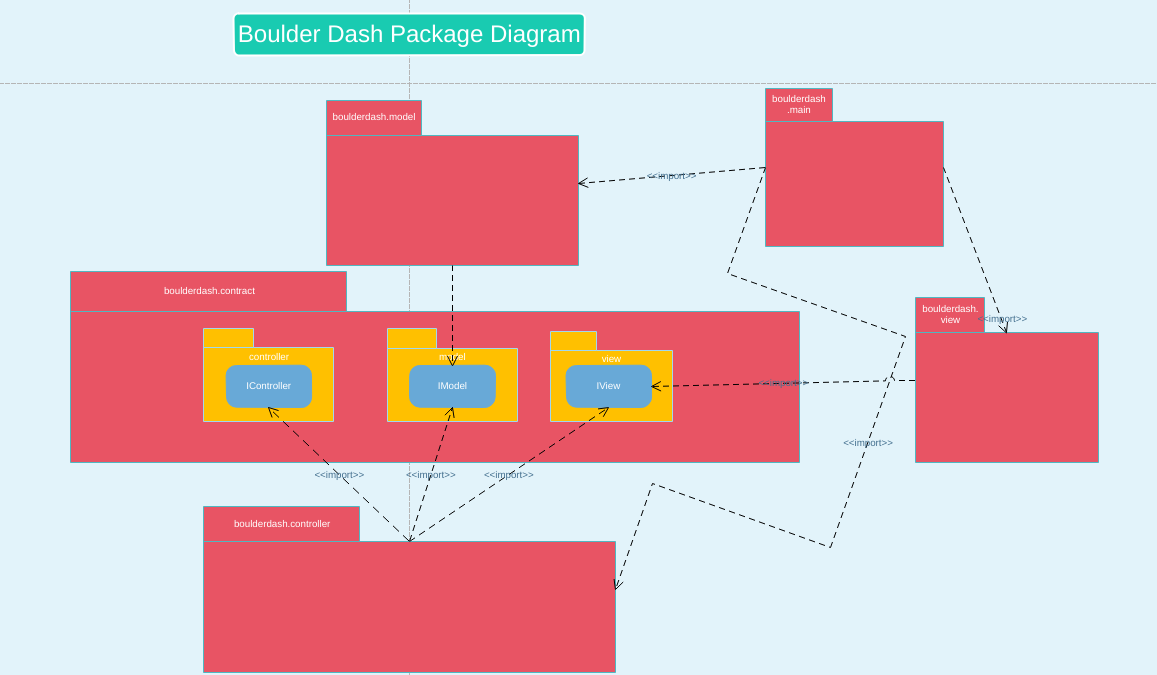 Boulder Dash Package Diagram
boulderdash
.main
boulderdash.model
<<import>>
boulderdash.contract
boulderdash.
view
<<import>>
controller
model
view
IController
IModel
IView
<<import>>
<<import>>
<<import>>
<<import>>
<<import>>
boulderdash.controller